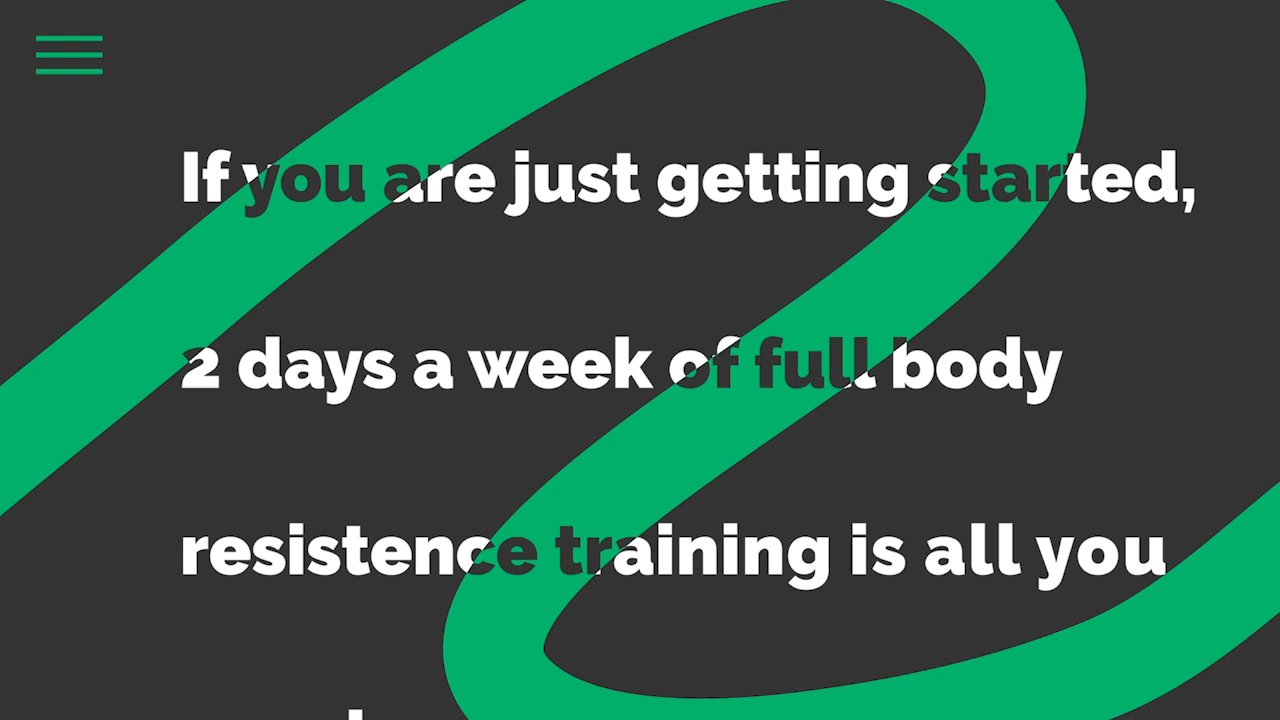 If you are just getting started,
2 days a week of full body
resistence training is all you